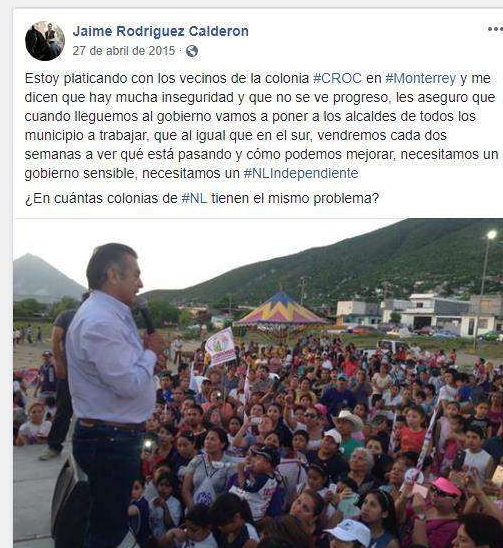 Jaime Rodriguez Calderon
27 de abril de 2015 ·
Estoy platicando con los vecinos de la colonia #CROC en #Monterrey y me
dicen que hay mucha inseguridad y que no se ve progreso, les aseguro que
cuando lleguemos al gobierno vamos a poner a los alcaldes de todos los
municipio a trabajar, que al igual que en el sur, vendremos cada dos
semanas a ver qué está pasando y cómo podemos mejorar, necesitamos un
gobierno sensible, necesitamos un #NLIndependiente
¿En cuántas colonias de #NL tienen el mismo problema?